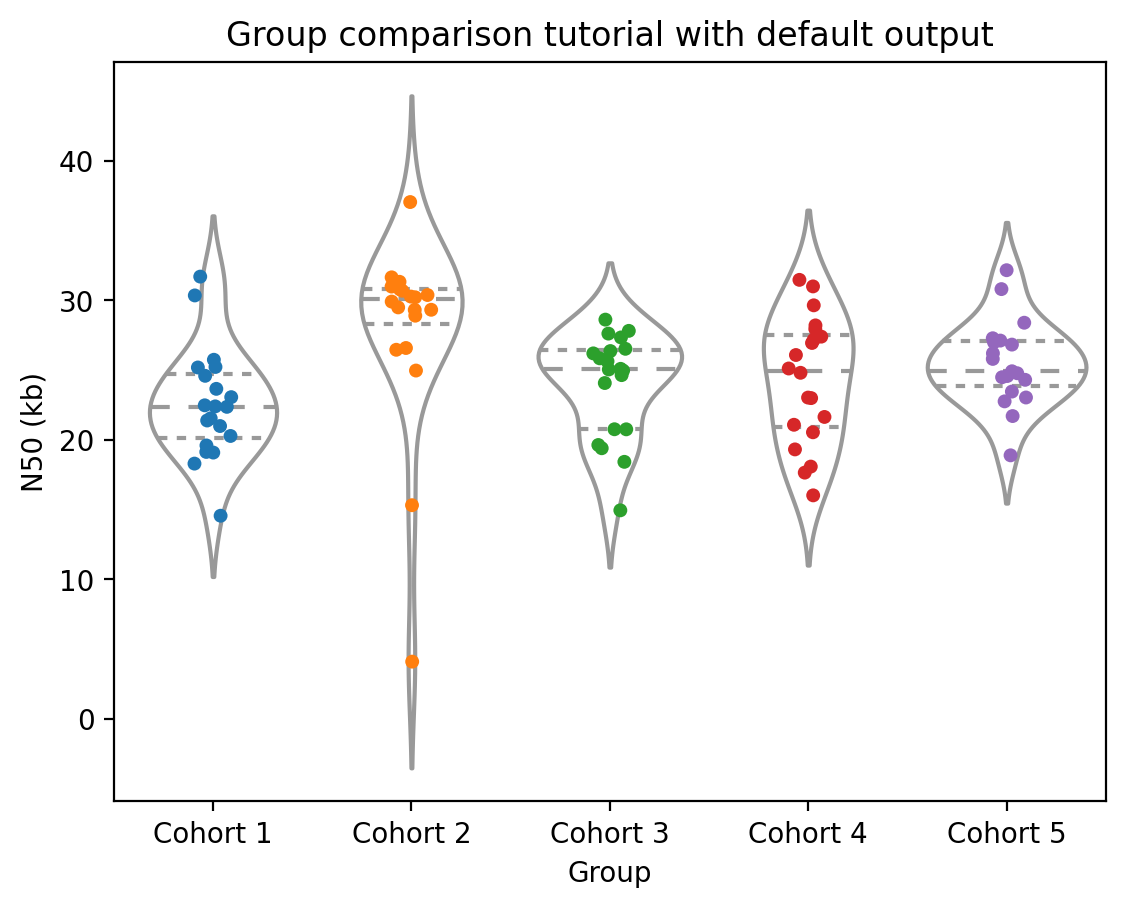 Group comparison tutorial with default output
N50 (kb)
40
30
20
10
0
Cohort 1 Cohort 2 Cohort 3 Cohort 4 Cohort 5
Group